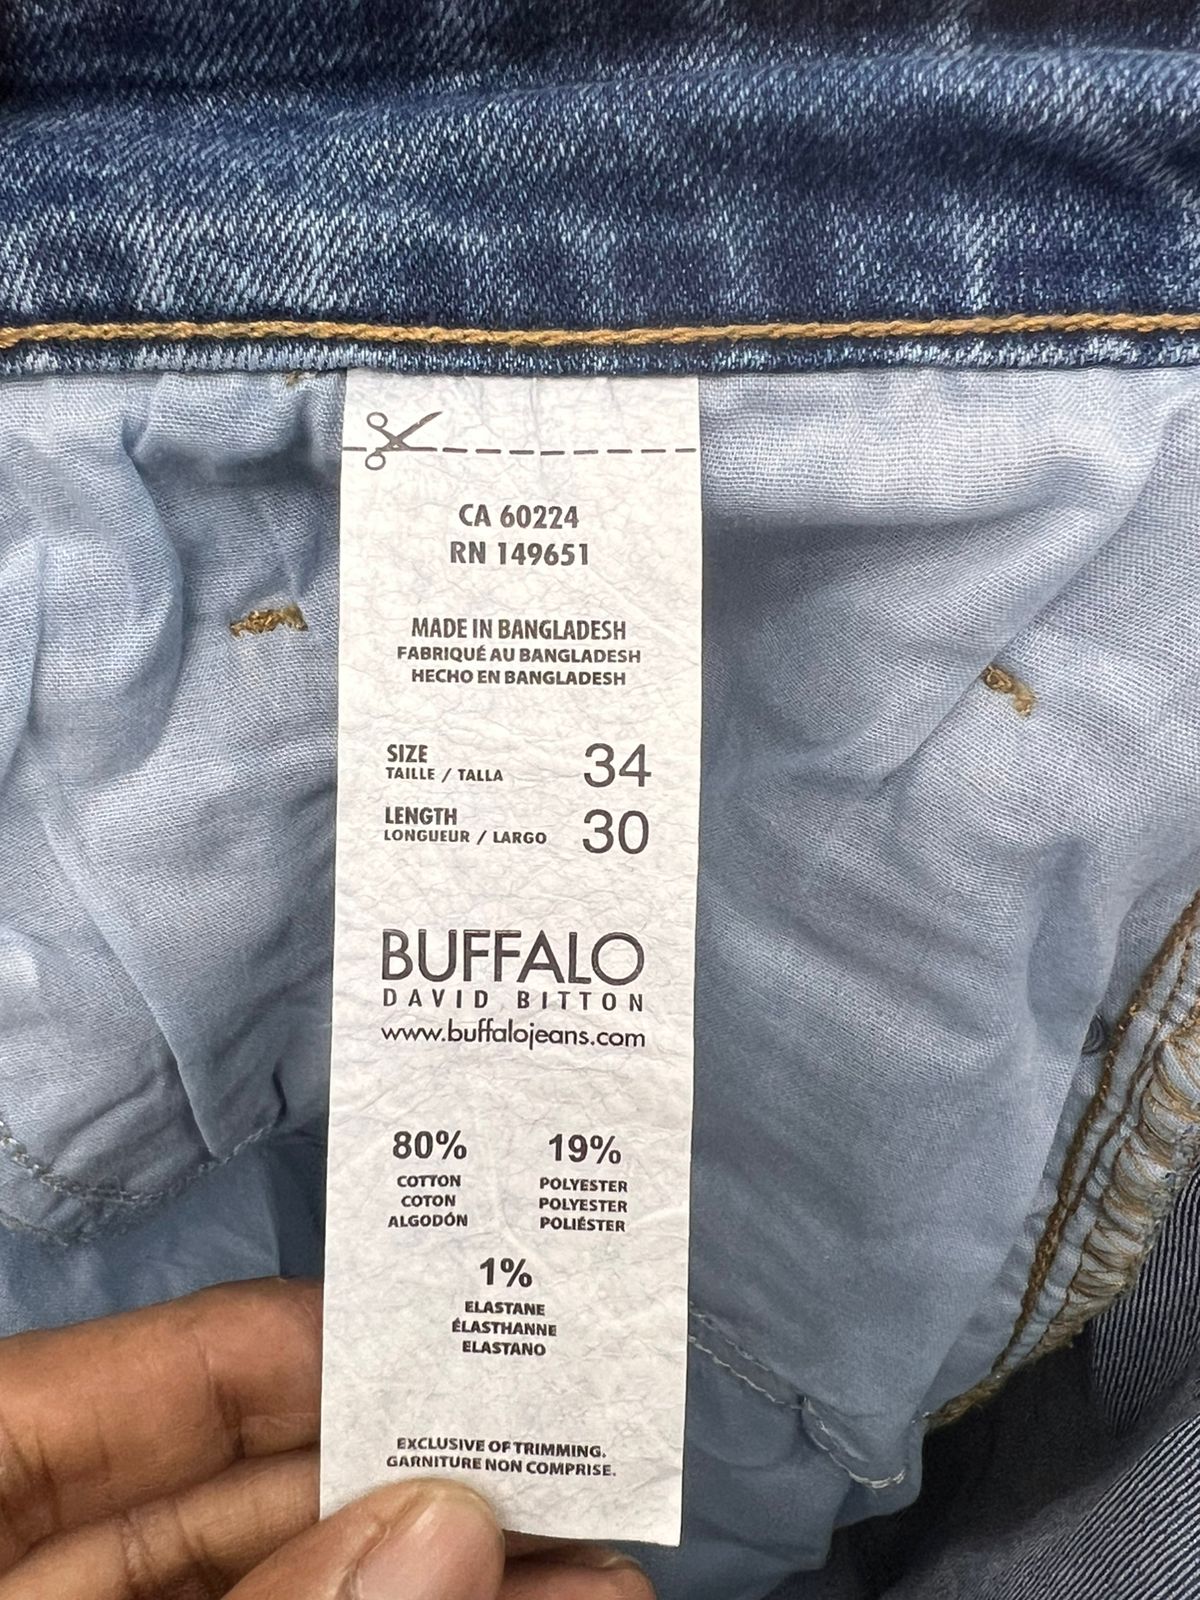 CA 60224
RN 149651
MADE IN BANGLADESH
FABRIQUÉ AU BANGLADESH
HECHO EN BANGLADESH
SIZE 34
TAILLE / TALLA
LENGTH 30
LONGUEUR / LARGO
BUFFALO
DAVID BITTON
www.buffalojeans.com
80% 19%
COTTON POLYESTER
COTON POLYESTER
ALGODÓN POLIÉSTER
1%
ELASTANE
ÉLASTHANNE
ELASTANO
EXCLUSIVE OF TRIMMING.
GARNITURE NON COMPRISE.